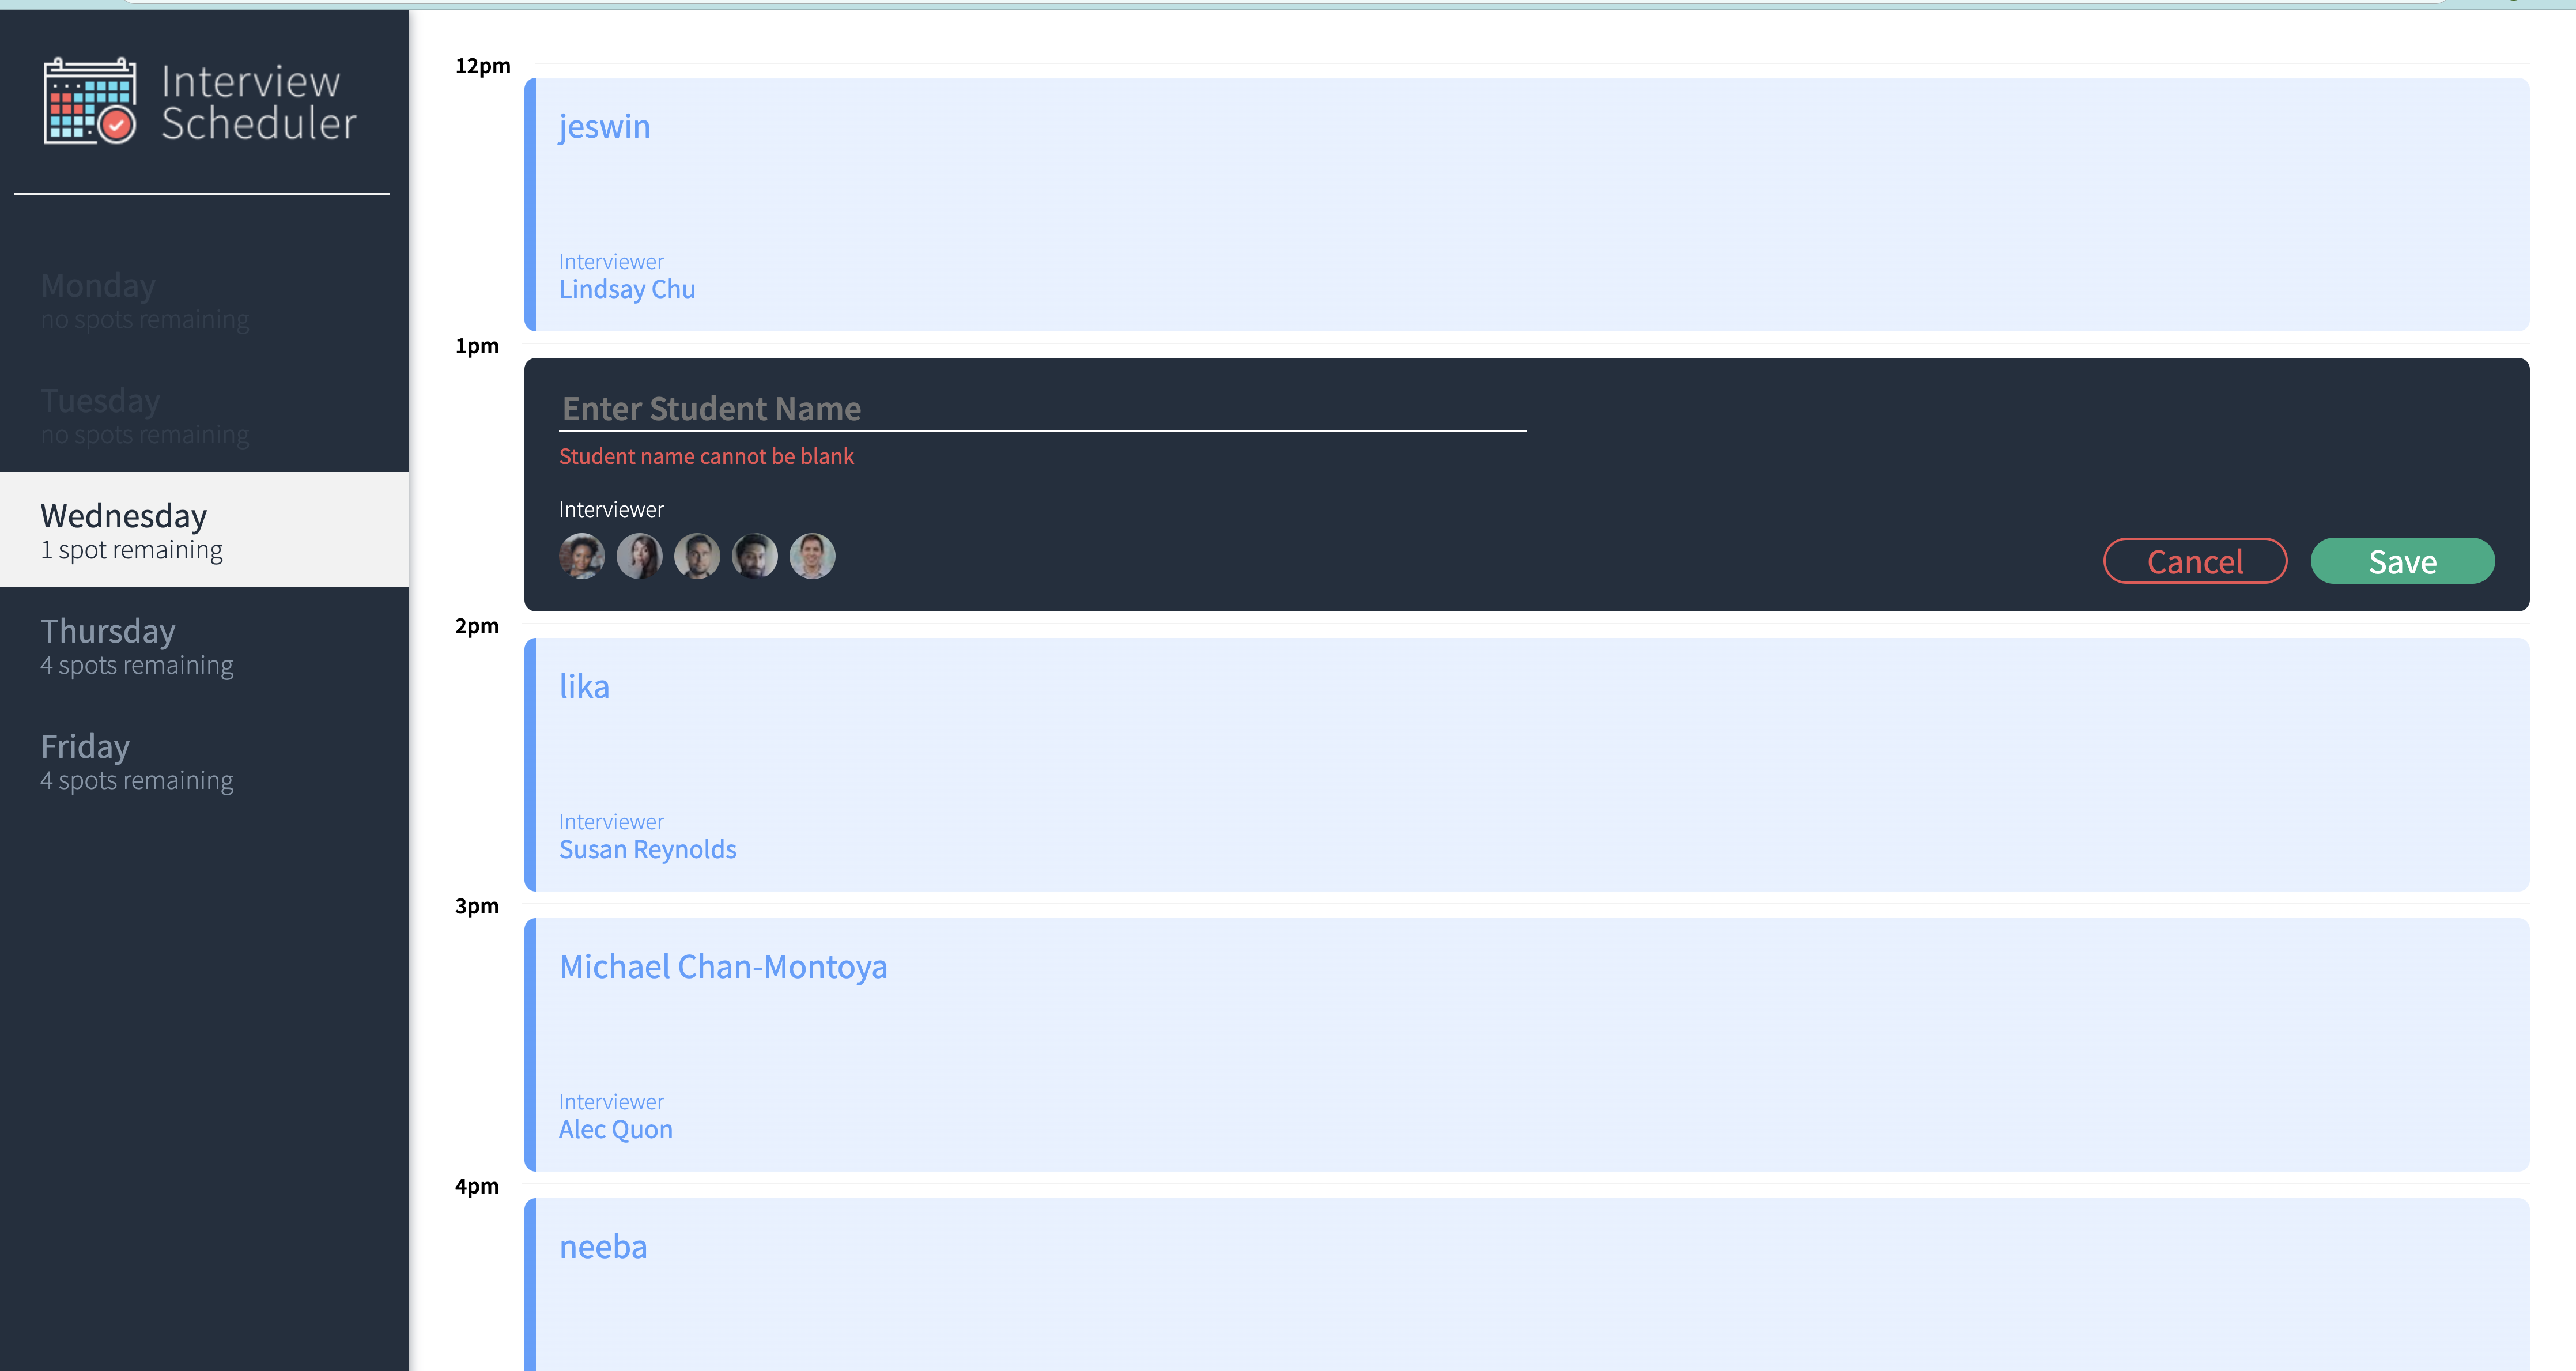 Interview
Scheduler
Monday
no spots remaining
Tuesday
no spots remaining
Wednesday
1 spot remaining
Thursday
4 spots remaining
Friday
4 spots remaining
12pm
jeswin
Interviewer
Lindsay Chu
1pm
Enter Student Name
Student name cannot be blank
Interviewer
Cancel
Save
2pm
lika
Interviewer
Susan Reynolds
3pm
Michael Chan-Montoya
Interviewer
Alec Quon
4pm
neeba